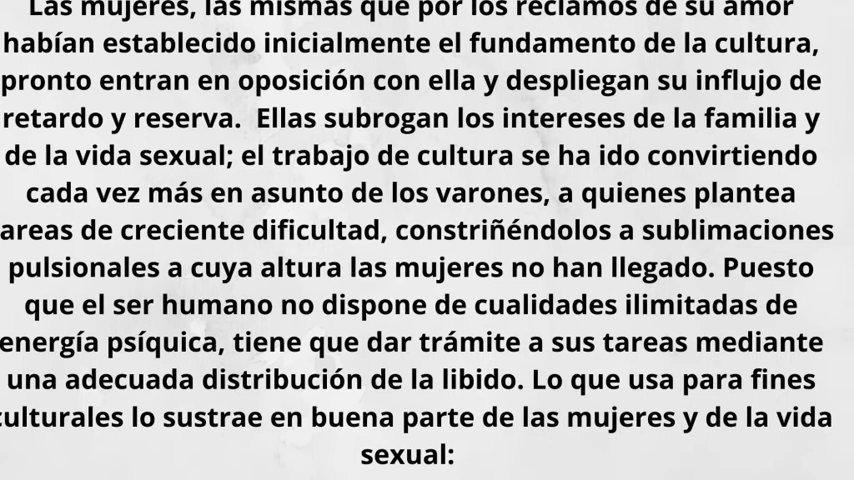 Las mujeres, las mismas que por los reclamos de su amor
habían establecido inicialmente el fundamento de la cultura,
pronto entran en oposición con ella y despliegan su influjo de
retardo y reserva. Ellas subrogan los intereses de la familia y
de la vida sexual; el trabajo de cultura se ha ido convirtiendo
cada vez más en asunto de los varones, a quienes plantea
areas de creciente dificultad, constriñéndolos a sublimaciones
pulsionales a cuya altura las mujeres no han llegado. Puesto
que el ser humano no dispone de cualidades ilimitadas de
energía psíquica, tiene que dar trámite a sus tareas mediante
una adecuada distribución de la libido. Lo que usa para fines
culturales lo sustrae en buena parte de las mujeres y de la vida
sexual: